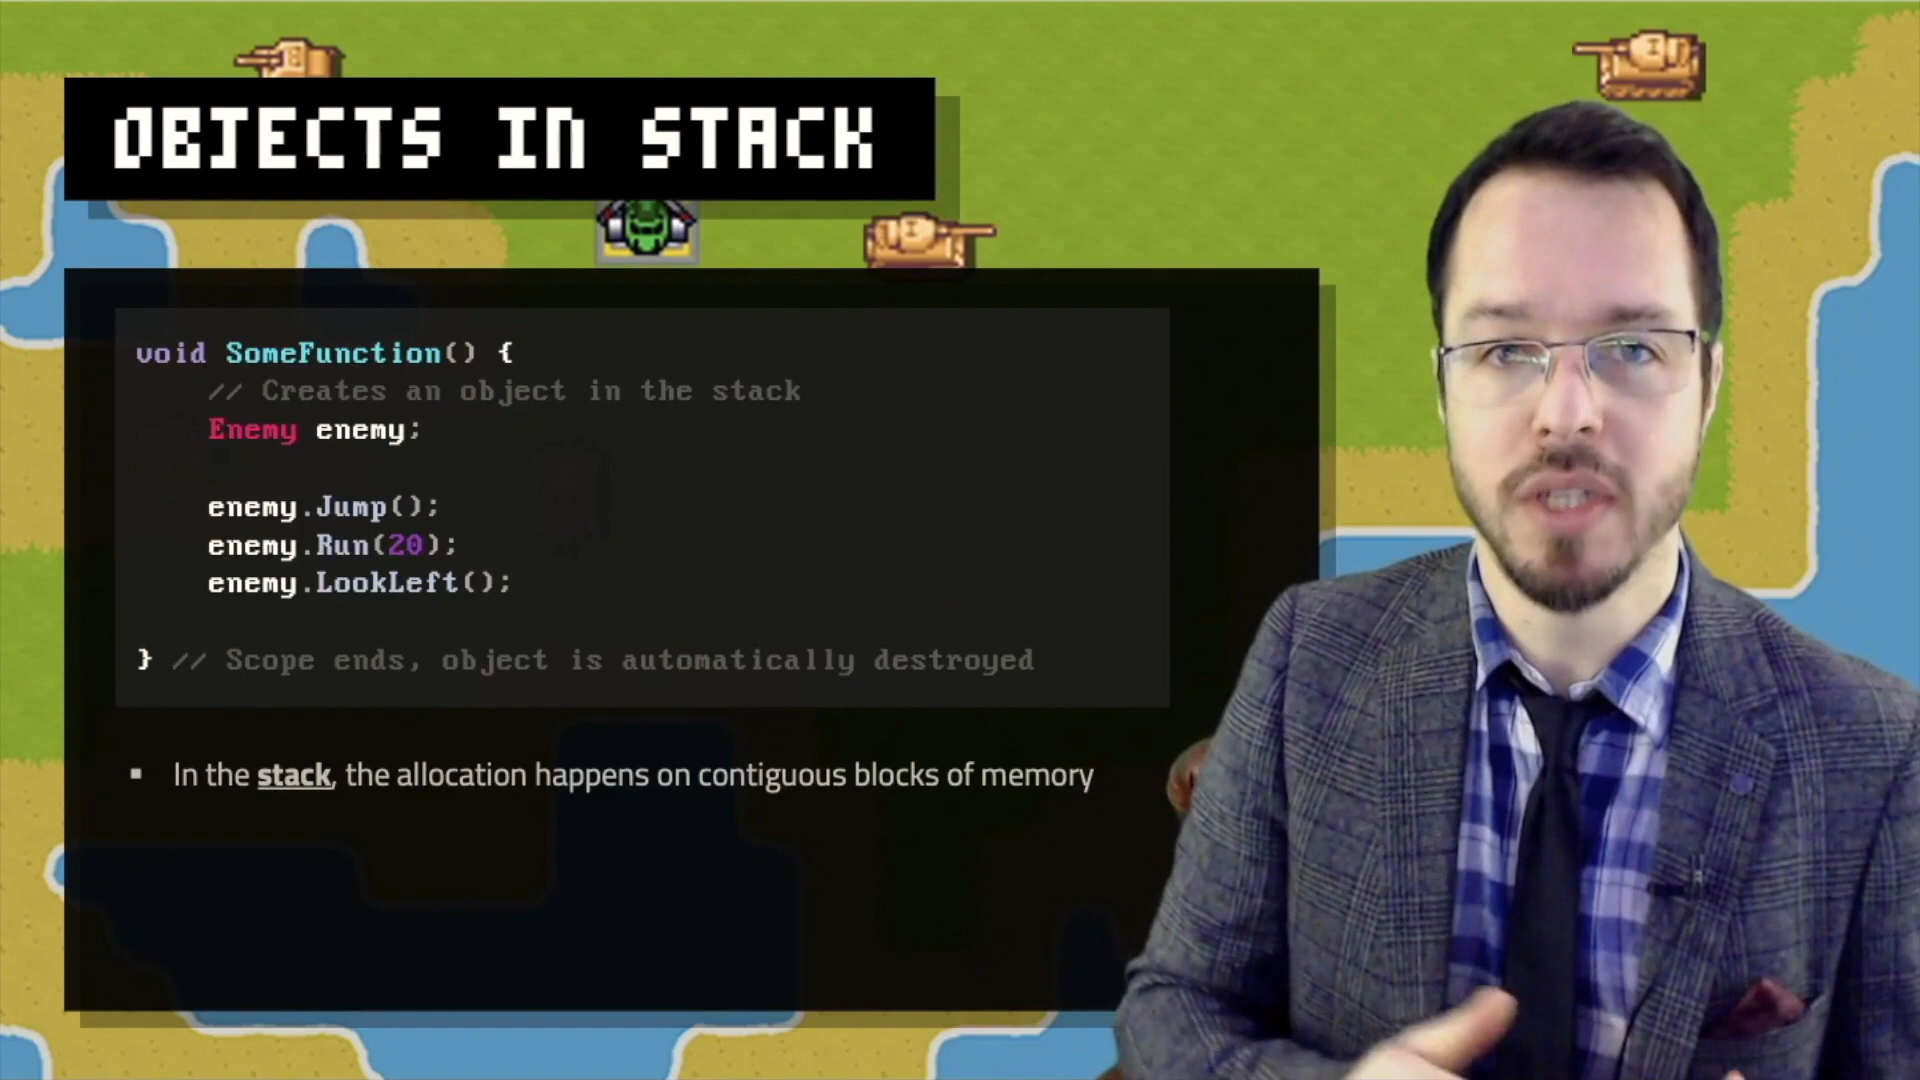 OBJECTS IN STACK
void SomeFunction() {
// Creates an object in the stack
Enemy enemy;
enemy.Jump();
enemy.Run(20);
enemy.LookLeft();
} // Scope ends, object is automatically destroyed
▪ In the stack, the allocation happens on contiguous blocks of memory